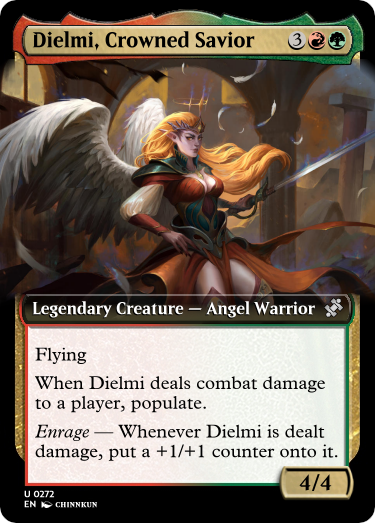 Dielmi, Crowned Savior 3
Legendary Creature — Angel Warrior
Flying
When Dielmi deals combat damage
to a player, populate.
Enrage — Whenever Dielmi is dealt
damage, put a +1/+1 counter onto it.
4/4
U 0272
EN CHINNKUN